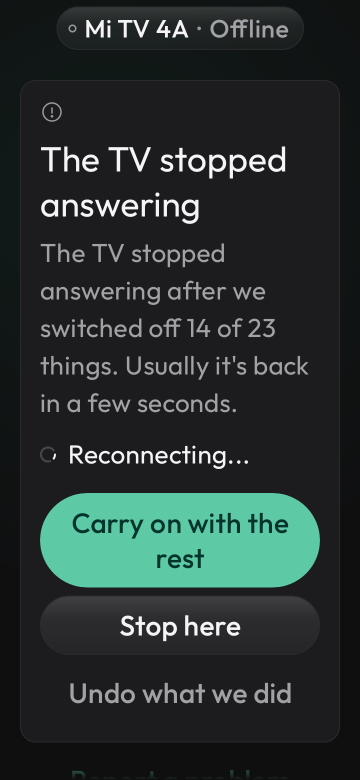 Mi TV 4A · Offline
The TV stopped
answering
The TV stopped
answering after we
switched off 14 of 23
things. Usually it's back
in a few seconds.
Reconnecting...
Carry on with the
rest
Stop here
Undo what we did